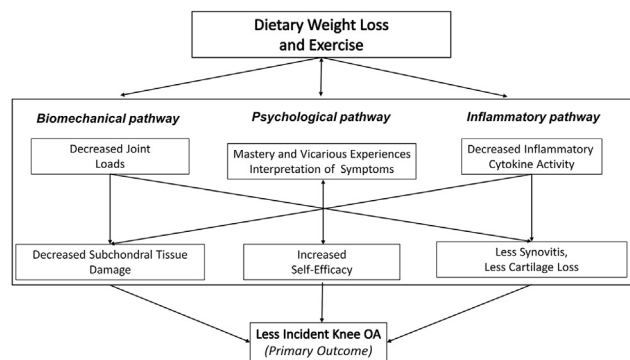 Dietary Weight Loss
and Exercise
Biomechanical pathway
Psychological pathway
Inflammatory pathway
Decreased Joint
Loads
Mastery and Vicarious Experiences
Interpretation of Symptoms
Decreased Inflammatory
Cytokine Activity
Decreased Subchondral Tissue
Damage
Increased
Self-Efficacy
Less Synovitis,
Less Cartilage Loss
Less Incident Knee OA
(Primary Outcome)